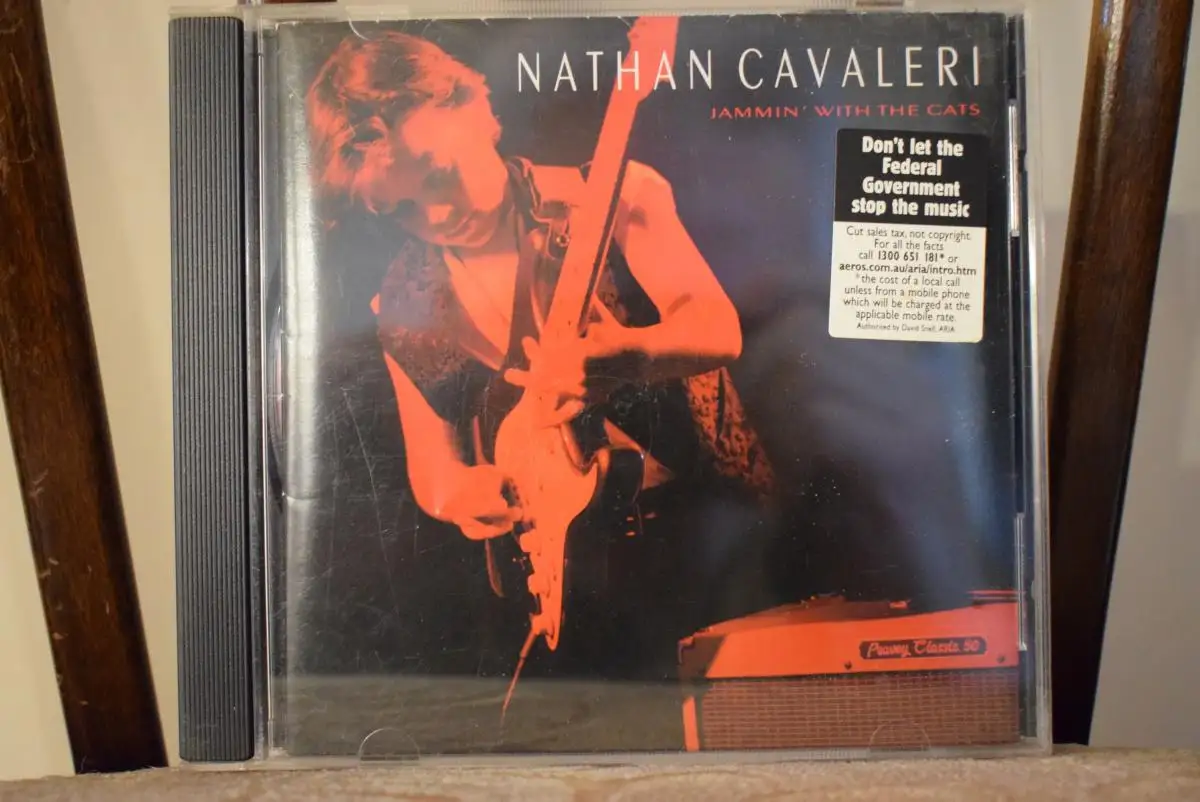 NATHAN CAVALERI
JAMMIN' WITH THE CATS
Don't let the
Federal
Government
stop the music
Cut sales tax, not copyright.
For all the facts
call 1300 651 181* or
aeros.com.au/aria/intro.htm
*the cost of a local call
unless from a mobile phone
which will be charged at the
applicable mobile rate.
Authorised by David Snell, ARIA
Peavey Classic 50